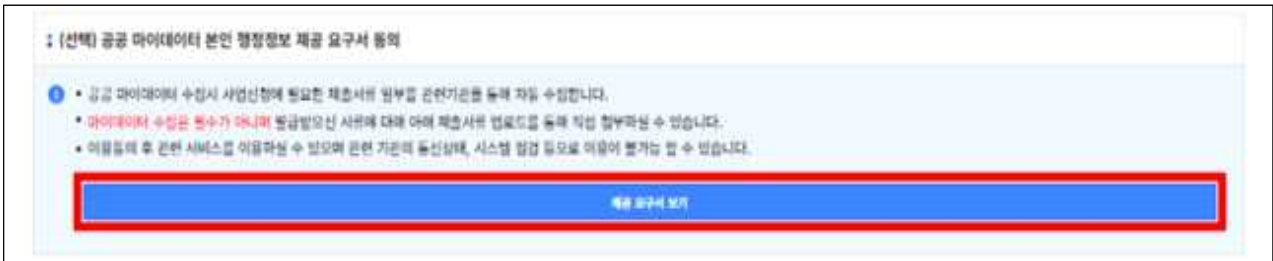 (선택) 공공 마이데이터 본인 행정정보 제공 요구서 동의
• 공공 마이데이터 수집시 사업신청에 필요한 제출서류 일부를 관련기관을 통해 자동 수집합니다.
• 마이데이터 수집은 필수가 아니며 발급받으신 서류에 대해 아래 제출서류 업로드를 통해 직접 첨부하실 수 있습니다.
• 이용동의 후 관련 서비스를 이용하실 수 있으며 관련 기관의 통신상태, 시스템 점검 등으로 이용이 불가능 할 수 있습니다.
제공 요구서 보기